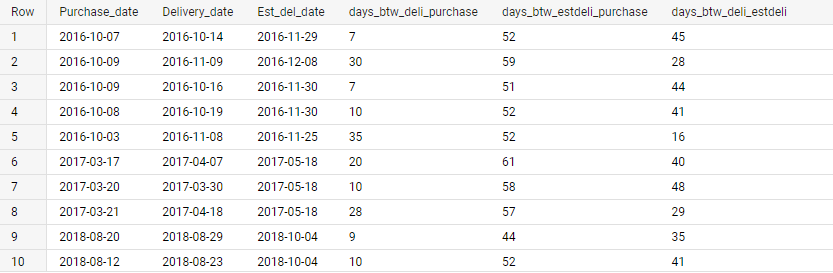 Row Purchase_date Delivery_date Est_del_date days_btw_deli_purchase days_btw_estdeli_purchase days_btw_deli_estdeli
1 2016-10-07 2016-10-14 2016-11-29 7 52 45
2 2016-10-09 2016-11-09 2016-12-08 30 59 28
3 2016-10-09 2016-10-16 2016-11-30 7 51 44
4 2016-10-08 2016-10-19 2016-11-30 10 52 41
5 2016-10-03 2016-11-08 2016-11-25 35 52 16
6 2017-03-17 2017-04-07 2017-05-18 20 61 40
7 2017-03-20 2017-03-30 2017-05-18 10 58 48
8 2017-03-21 2017-04-18 2017-05-18 28 57 29
9 2018-08-20 2018-08-29 2018-10-04 9 44 35
10 2018-08-12 2018-08-23 2018-10-04 10 52 41